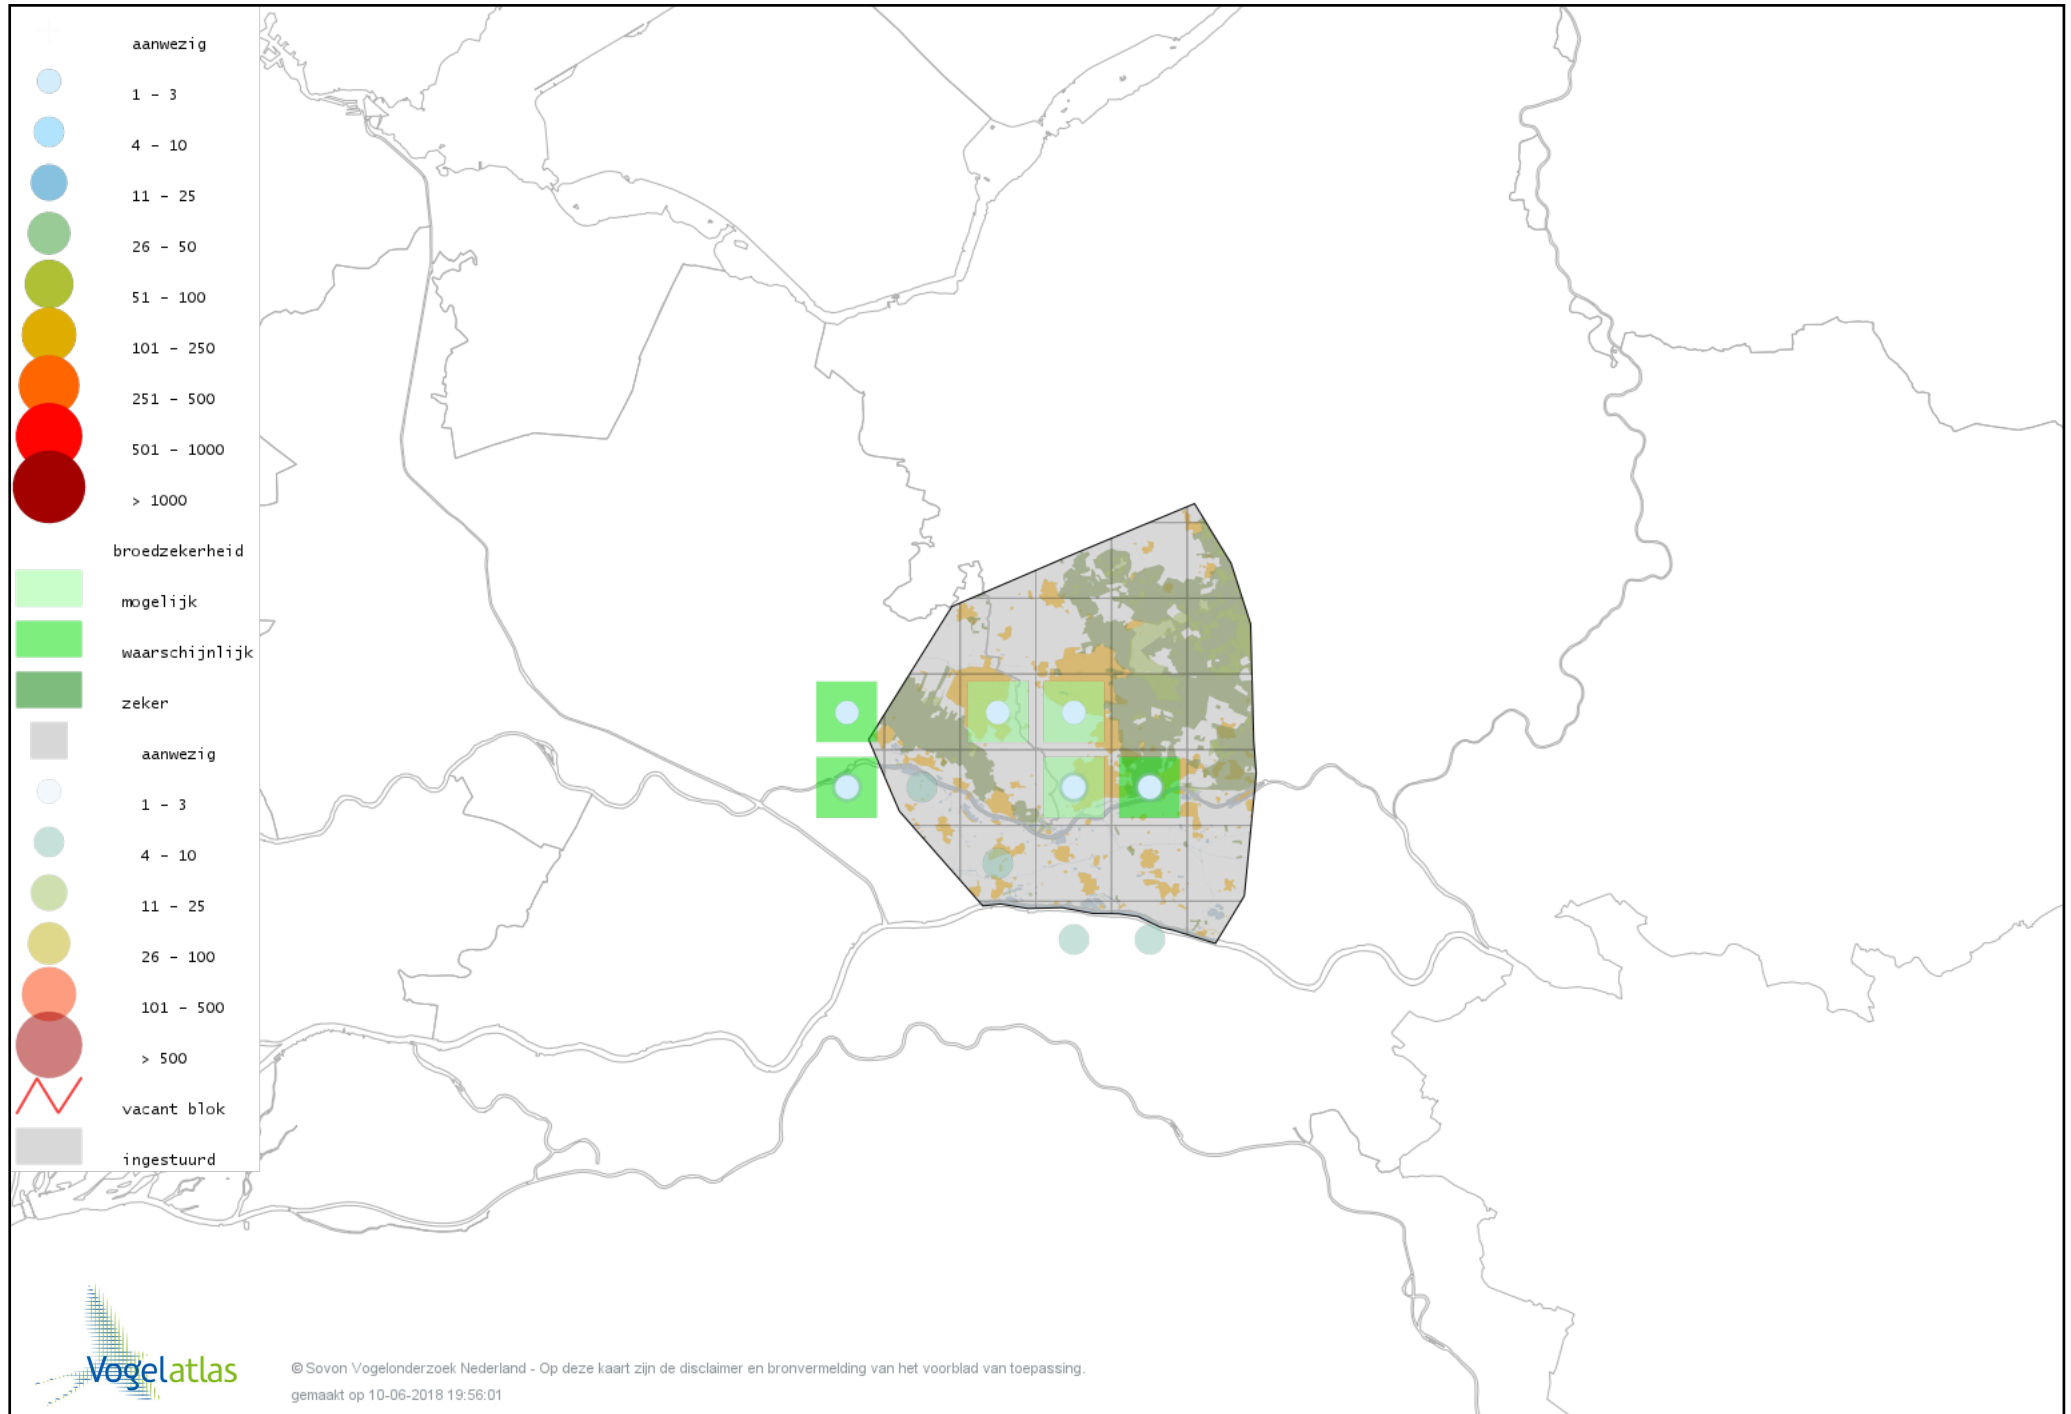 aanwezig
1 - 3
4 - 10
11 - 25
26 - 50
51 - 100
101 - 250
251 - 500
501 - 1000
> 1000
broedzekerheid
mogelijk
waarschijnlijk
zeker
aanwezig
1 - 3
4 - 10
11 - 25
26 - 100
101 - 500
> 500
vacant blok
ingestuurd
Vogelatlas
© Sovon Vogelonderzoek Nederland - Op deze kaart zijn de disclaimer en bronvermelding van het voorblad van toepassing.
gemaakt op 10-06-2018 19:56:01